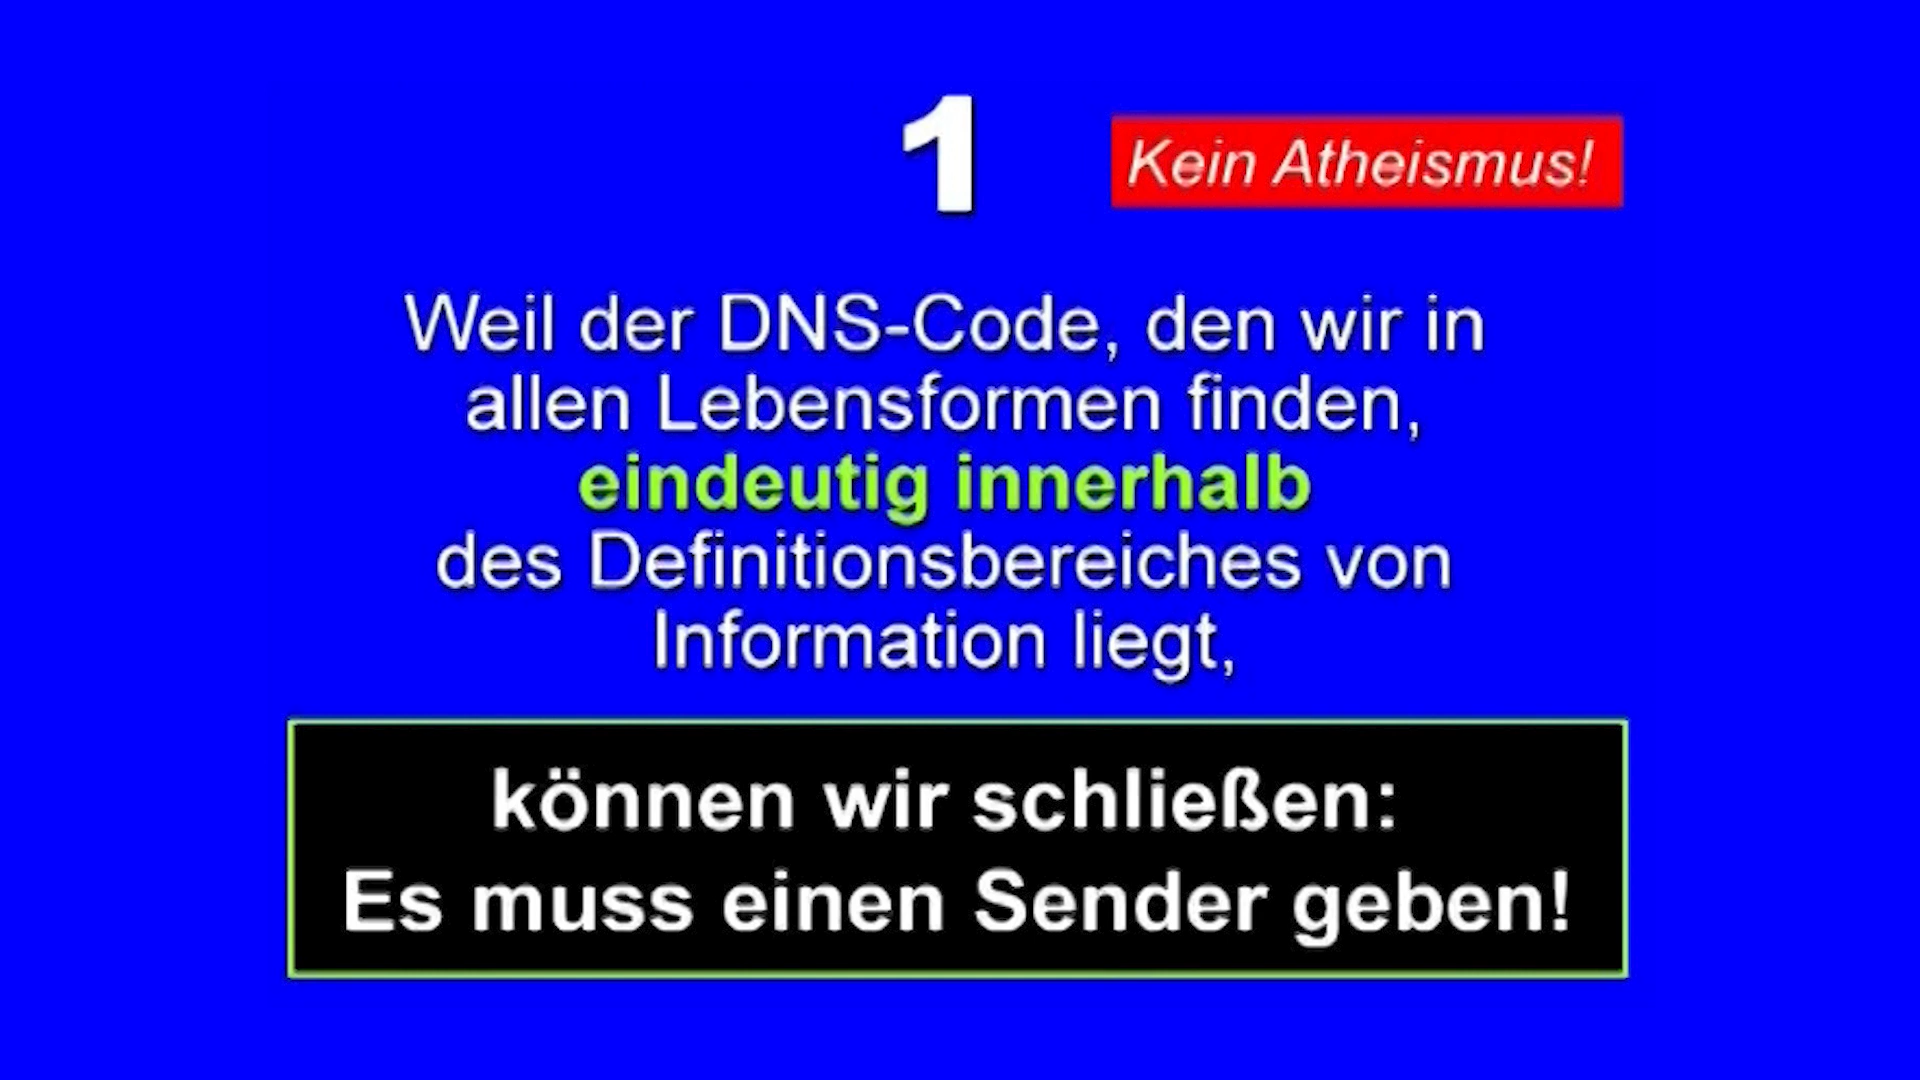 1
Kein Atheismus!
Weil der DNS-Code, den wir in
allen Lebensformen finden,
eindeutig innerhalb
des Definitionsbereiches von
Information liegt,
können wir schließen:
Es muss einen Sender geben!